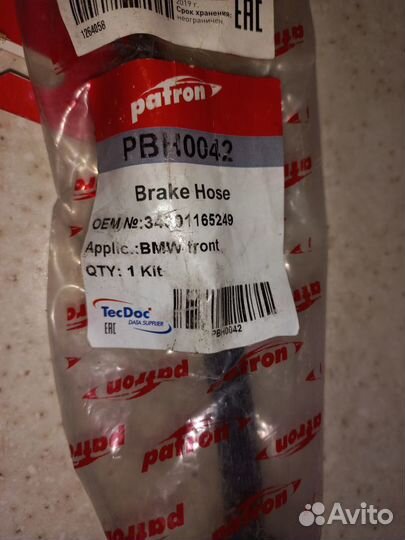 2019 г.
Срок хранения:
неограничен
EAC
1264058
patron
PBH0042
Brake Hose
OEM №:34301165249
Applic.:BMW front
QTY: 1 Kit
TecDoc
DATA SUPPLIER
EAC
PBH0042
patron
patron
patron
patron
Avito